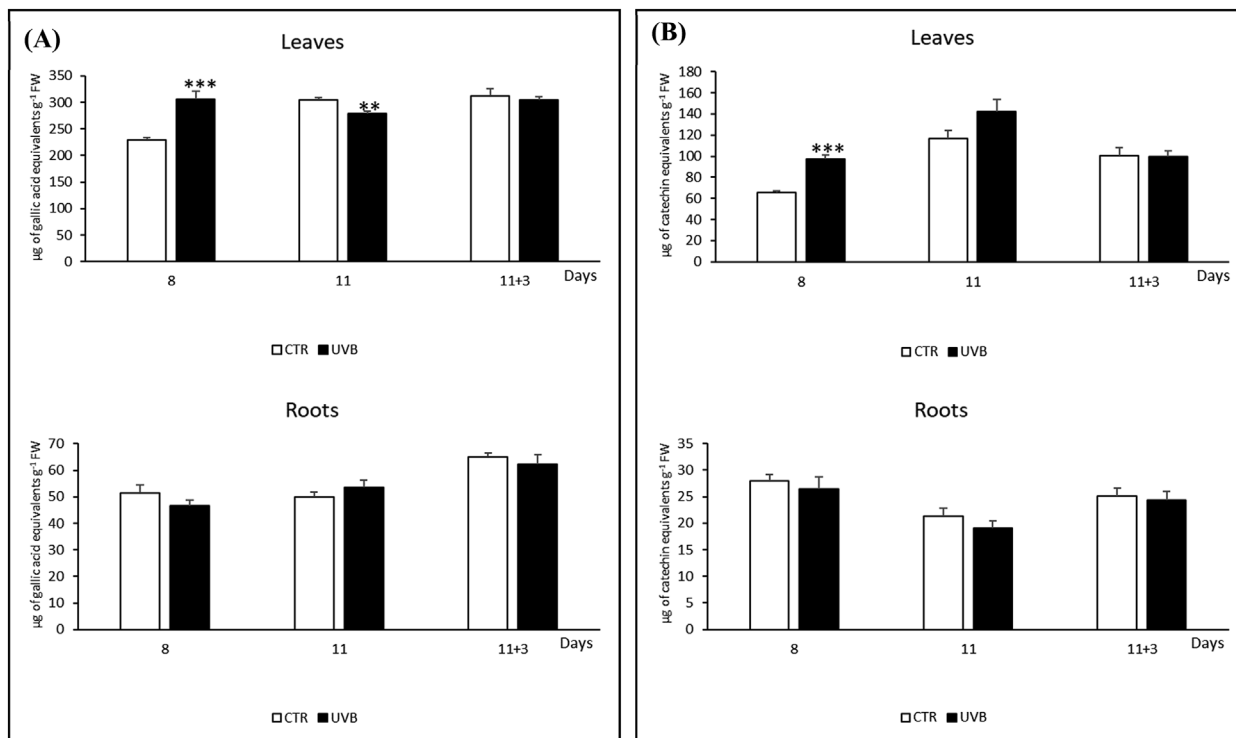 (A)
Leaves
µg of gallic acid equivalents g⁻¹ FW
350
300
250
200
150
100
50
0
***
**
8 11 11+3 Days
CTR UVB
Roots
µg of gallic acid equivalents g⁻¹ FW
70
60
50
40
30
20
10
0
8 11 11+3 Days
CTR UVB
(B)
Leaves
µg of catechin equivalents g⁻¹ FW
180
160
140
120
100
80
60
40
20
0
***
8 11 11+3 Days
CTR UVB
Roots
µg of catechin equivalents g⁻¹ FW
35
30
25
20
15
10
5
0
8 11 11+3 Days
CTR UVB